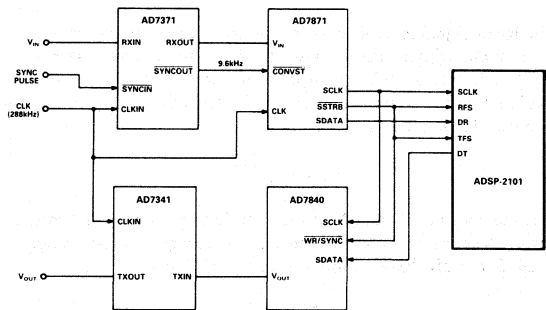 AD7371
AD7871
V_IN
RXIN
RXOUT
V_IN
SYNC
PULSE
SYNCIN
SYNCOUT
9.6kHz
CONVST
CLK
(288kHz)
CLKIN
CLK
SCLK
SSTRB
SDATA
SCLK
RFS
DR
TFS
DT
ADSP-2101
AD7341
AD7840
CLKIN
SCLK
WR/SYNC
SDATA
V_OUT
TXOUT
TXIN
V_OUT